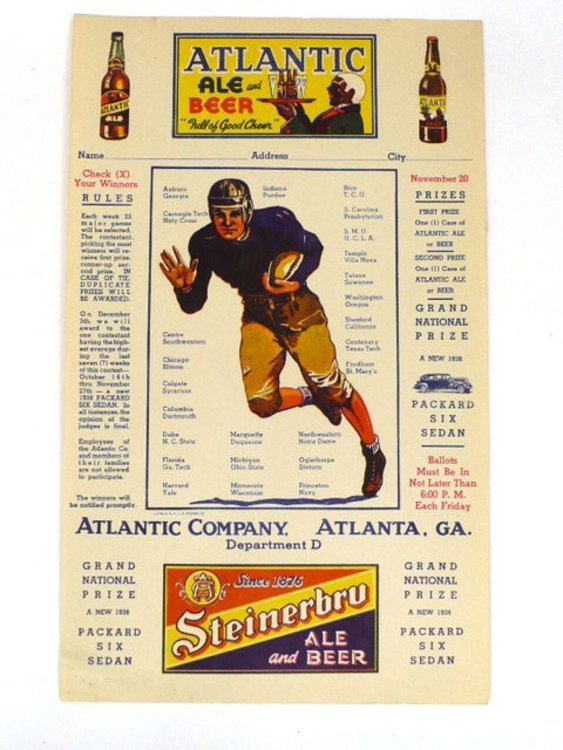 ATLANTIC
ALE and
BEER
"Full of Good Cheer"
ATLANTIC
ALE
ATLANTIC
Name
Address
City
Check (X)
Your Winners
RULES
Each week 25
major games
will be selected.
The contestant
picking the most
winners will re-
ceive first prize,
runner-up sec-
ond prize. IN
CASE OF TIE,
DUPLICATE
PRIZES WILL
BE AWARDED.
On December
5th, we will
award to the
one contestant
having the high-
est average dur-
ing the last
seven (7) weeks
of this contest—
October 16th
thru November
27th — a new
1938 PACKARD
SIX SEDAN. In
all instances, the
opinion of the
judges is final.
Employees of
the Atlantic Co.
and members of
their families
are not allowed
to participate.
The winners will
be notified promptly.
Auburn
Georgia
Carnegie Tech
Holy Cross
Centre
Southwestern
Chicago
Illinois
Colgate
Syracuse
Columbia
Dartmouth
Duke
N. C. State
Florida
Ga. Tech
Harvard
Yale
Indiana
Purdue
Marquette
Duquesne
Michigan
Ohio State
Minnesota
Wisconsin
Rice
T. C. U.
S. Carolina
Presbyterian
S. M. U.
U. C. L. A.
Temple
Villa Nova
Tulane
Sewanee
Washington
Oregon
Stanford
California
Centenary
Texas Tech
Fordham
St. Mary's
Northwestern
Notre Dame
Oglethorpe
Stetson
Princeton
Navy
November 20
PRIZES
FIRST PRIZE
One (1) Case of
ATLANTIC ALE
or BEER
SECOND PRIZE
One (1) Case of
ATLANTIC ALE
or BEER
GRAND
NATIONAL
PRIZE
A NEW 1938
PACKARD
SIX
SEDAN
Ballots
Must Be In
Not Later Than
6:00 P. M.
Each Friday
ATLANTIC COMPANY, ATLANTA, GA.
Department D
GRAND
NATIONAL
PRIZE
A NEW 1938
PACKARD
SIX
SEDAN
Since 1876
Steinerbru
ALE
and BEER
GRAND
NATIONAL
PRIZE
A NEW 1938
PACKARD
SIX
SEDAN